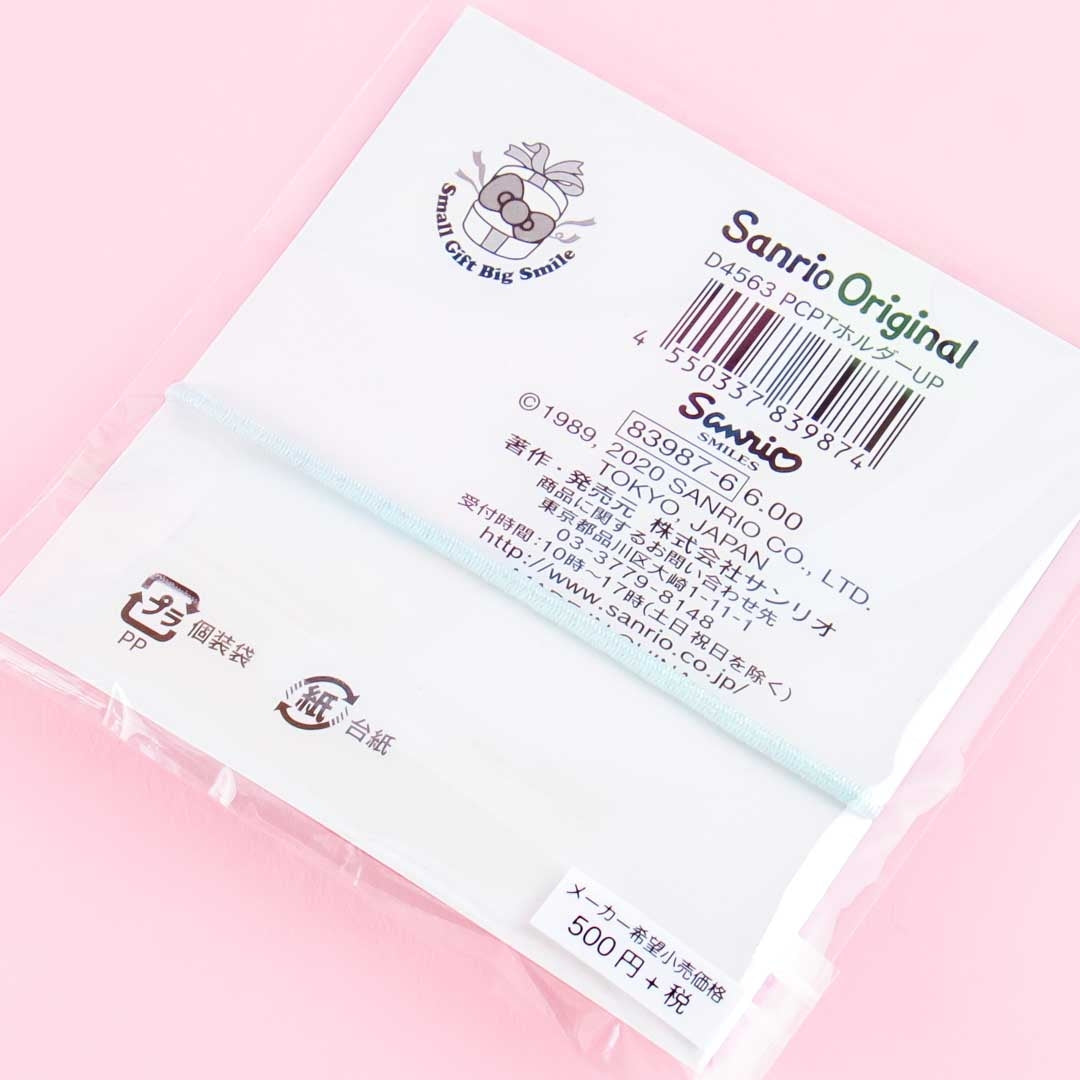 Small Gift Big Smile
Sanrio Original
D4563 PCPTホルダーUP
4 550337 839874
Sanrio
SMILES
83987-6 6.00
©1989, 2020 SANRIO CO., LTD.
TOKYO, JAPAN
著作・発売元 株式会社サンリオ
商品に関するお問い合わせ先
東京都品川区大崎1-11-1
03-3779-8148
受付時間:10時~17時(土日祝日を除く)
http://www.sanrio.co.jp/
プラ 個装袋
PP
紙 台紙
メーカー希望小売価格
500円+税